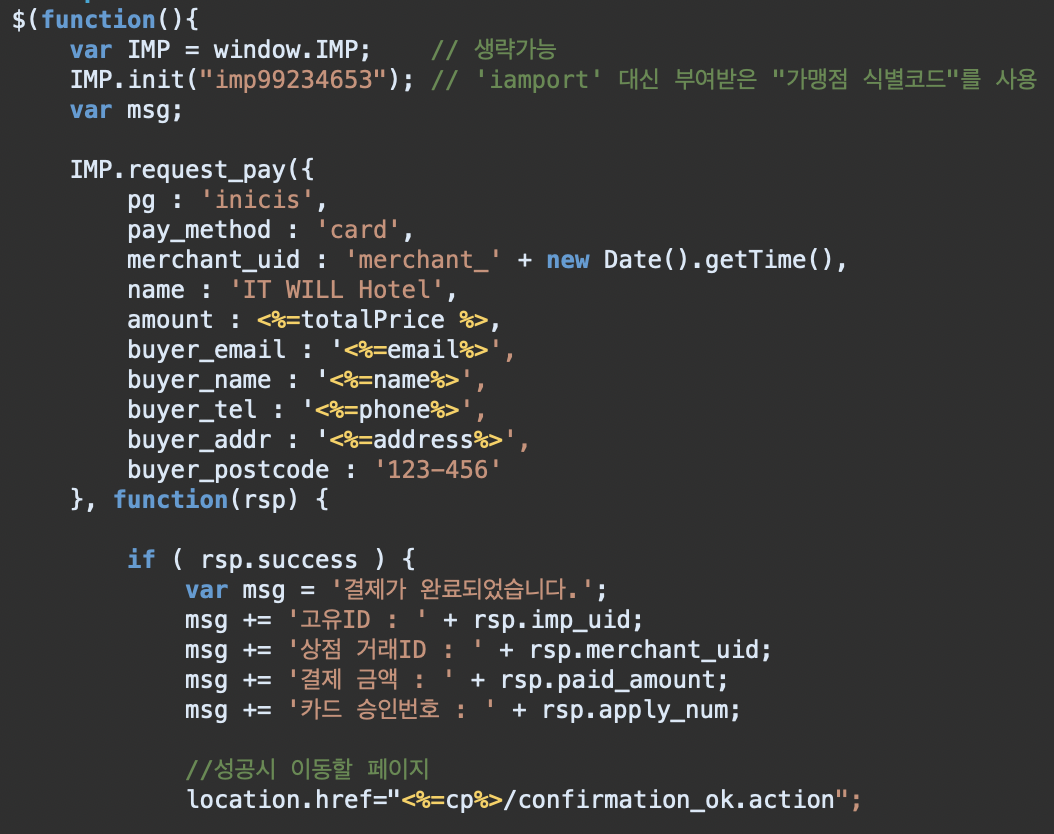 $(function(){
    var IMP = window.IMP;    // 생략가능
    IMP.init("imp99234653"); // 'iamport' 대신 부여받은 "가맹점 식별코드"를 사용
    var msg;

    IMP.request_pay({
        pg : 'inicis',
        pay_method : 'card',
        merchant_uid : 'merchant_' + new Date().getTime(),
        name : 'IT WILL Hotel',
        amount : <%=totalPrice %>,
        buyer_email : '<%=email%>',
        buyer_name : '<%=name%>',
        buyer_tel : '<%=phone%>',
        buyer_addr : '<%=address%>',
        buyer_postcode : '123-456'
    }, function(rsp) {

        if ( rsp.success ) {
            var msg = '결제가 완료되었습니다.';
            msg += '고유ID : ' + rsp.imp_uid;
            msg += '상점 거래ID : ' + rsp.merchant_uid;
            msg += '결제 금액 : ' + rsp.paid_amount;
            msg += '카드 승인번호 : ' + rsp.apply_num;

            //성공시 이동할 페이지
            location.href="<%=cp%>/confirmation_ok.action";